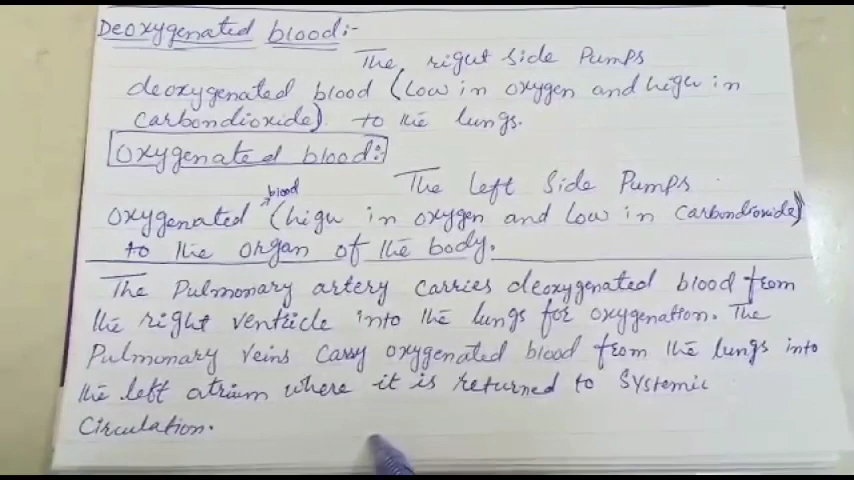 Deoxygenated blood:-
The right side Pumps
deoxygenated blood (Low in oxygen and high in
carbondioxide) to the lungs.
Oxygenated blood:
The Left Side Pumps
blood
oxygenated (high in oxygen and low in carbondioxide)
to the organ of the body.
The Pulmonary artery carries deoxygenated blood from
the right ventricle into the lungs for oxygenation. The
Pulmonary veins carry oxygenated blood from the lungs into
the left atrium where it is returned to Systemic
Circulation.